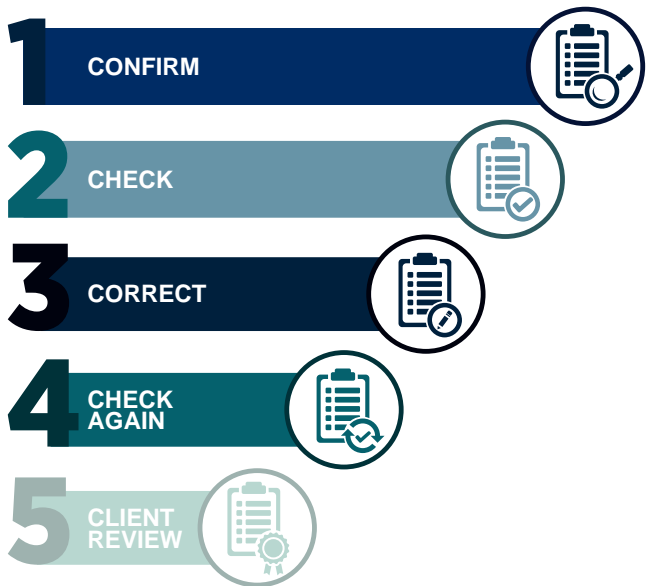 1
CONFIRM
2
CHECK
3
CORRECT
4
CHECK
AGAIN
5
CLIENT
REVIEW